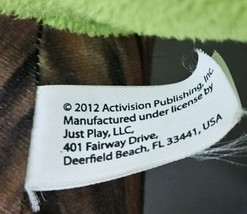 © 2012 Activision Publishing, Inc.
Manufactured under license by
Just Play, LLC,
401 Fairway Drive,
Deerfield Beach, FL 33441, USA